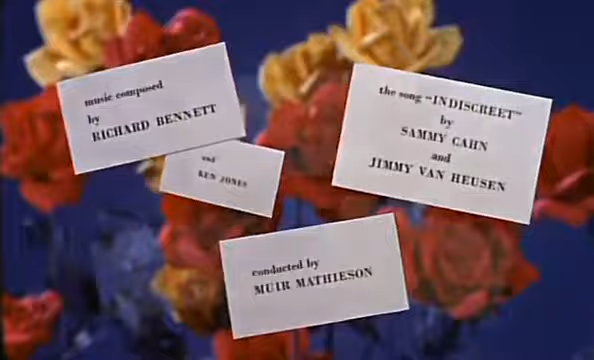 music composed
by
RICHARD BENNETT
and
KEN JONES
the song "INDISCREET"
by
SAMMY CAHN
and
JIMMY VAN HEUSEN
conducted by
MUIR MATHIESON